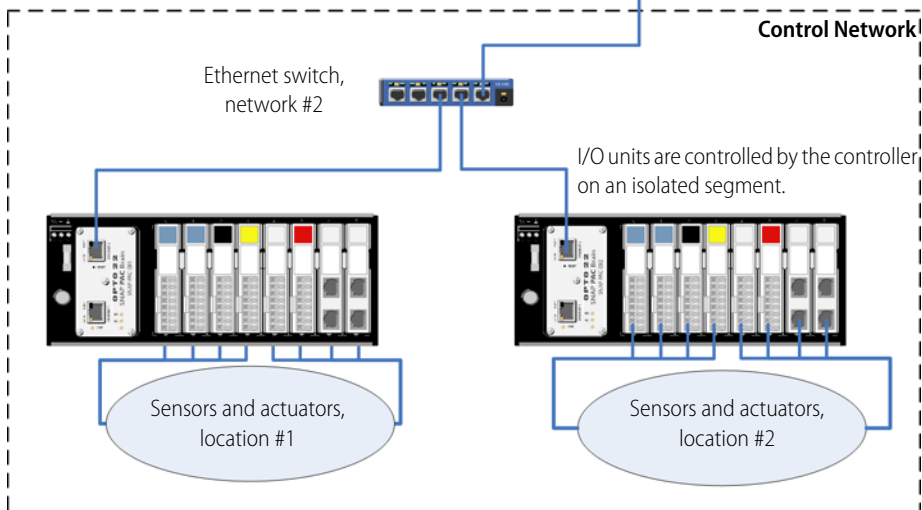 Control Network
Ethernet switch,
network #2
I/O units are controlled by the controller
on an isolated segment.
OPTO 22
SNAP PAC Brain
OPTO 22
SNAP PAC Brain
Sensors and actuators,
location #1
Sensors and actuators,
location #2